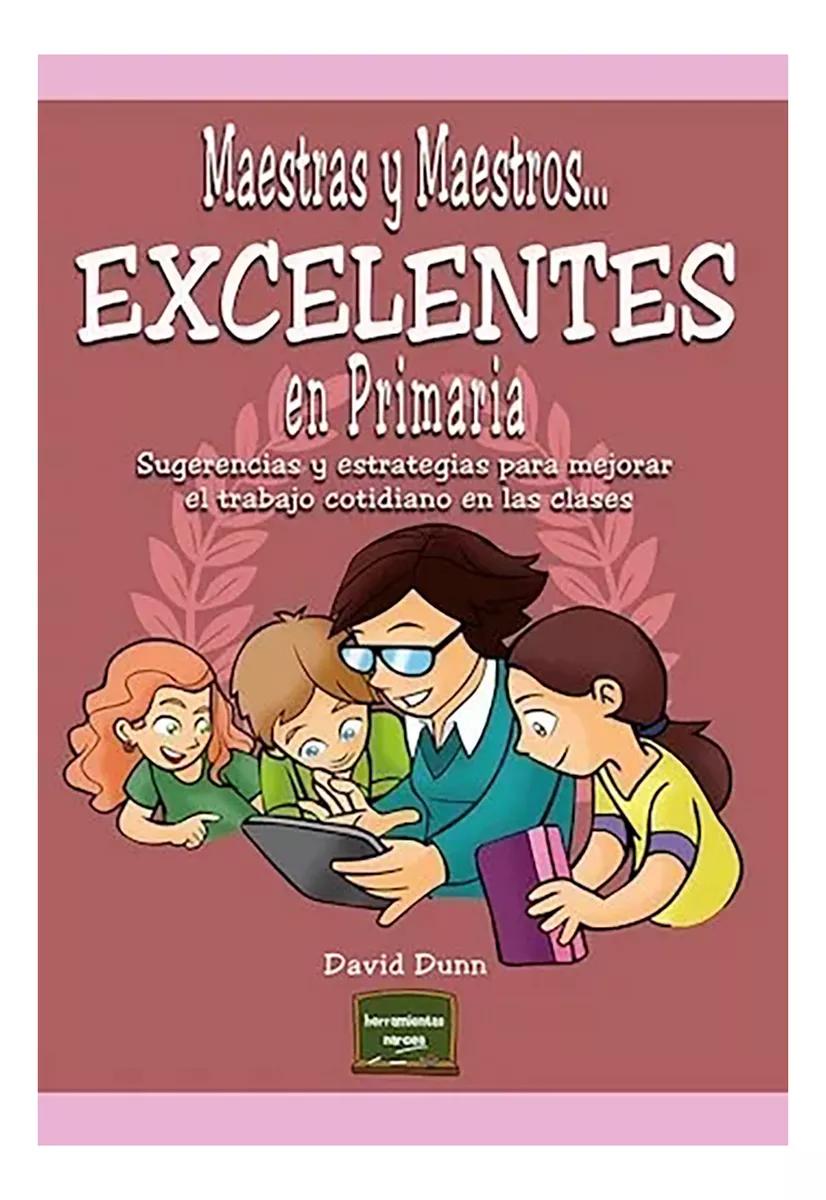 Maestras y Maestros...
EXCELENTES
en Primaria
Sugerencias y estrategias para mejorar
el trabajo cotidiano en las clases
David Dunn
herramientas
narcea